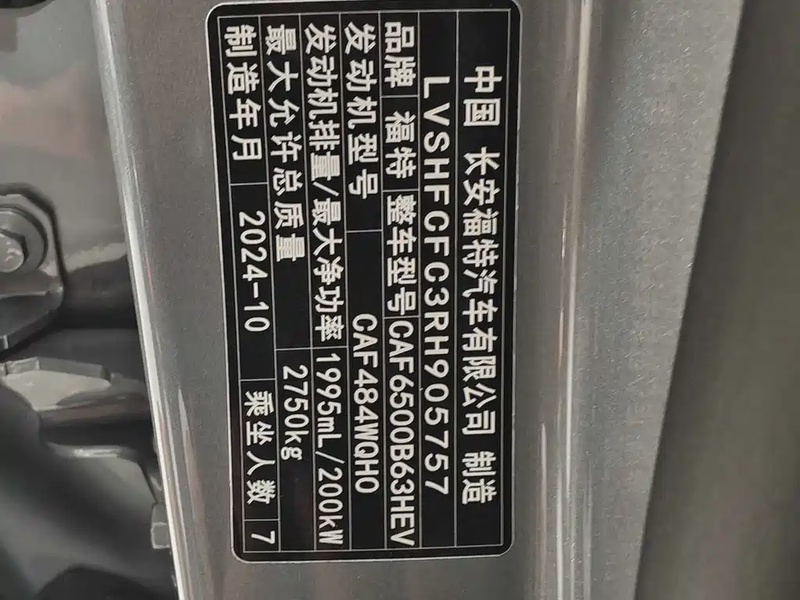 中国 长安福特汽车有限公司 制造
LVSHFCFC3RH905757
品牌 福特 整车型号 CAF6500B63HEV
发动机型号 CAF484WQH0
发动机排量/最大净功率 1995mL/200kW
最大允许总质量 2750kg
制造年月 2024-10 乘坐人数 7